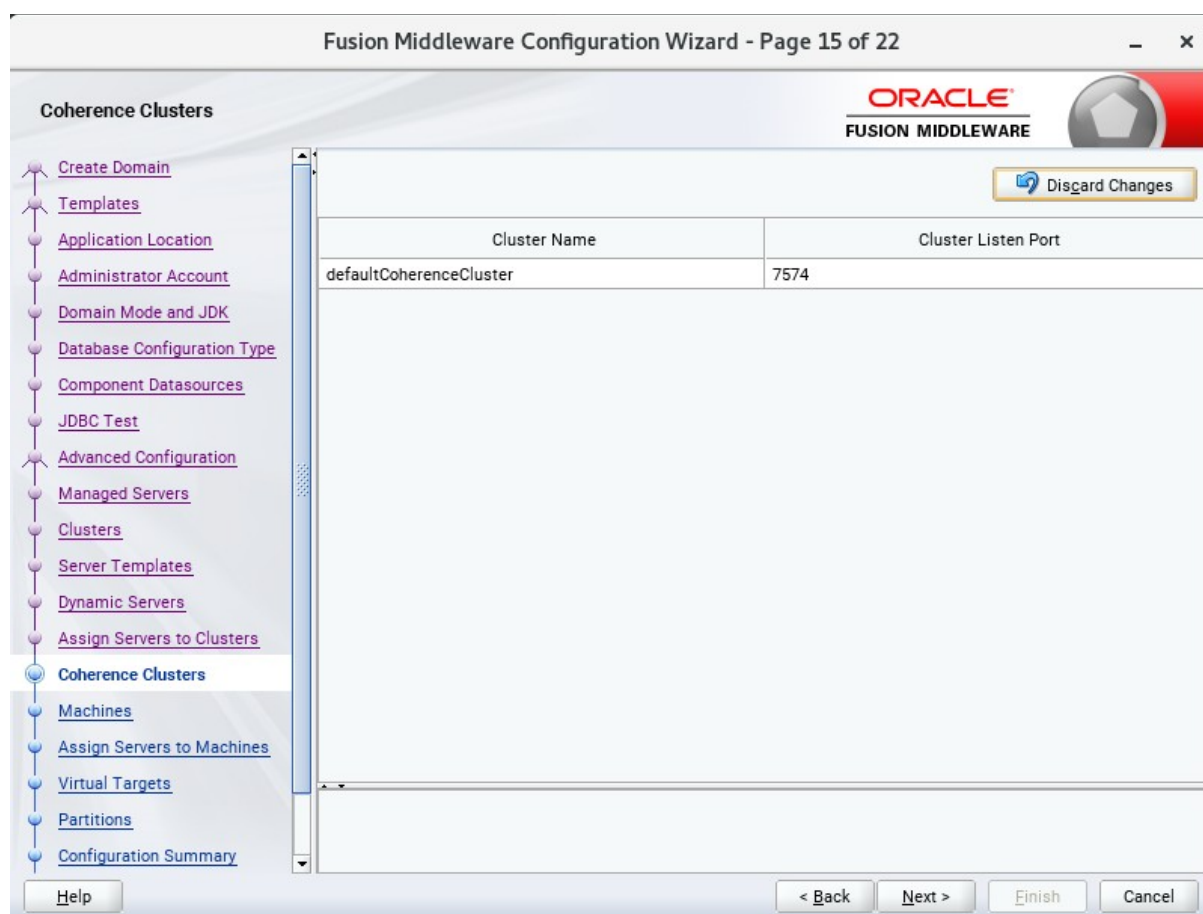 Fusion Middleware Configuration Wizard - Page 15 of 22
Coherence Clusters
ORACLE
FUSION MIDDLEWARE
Create Domain
Templates
Application Location
Administrator Account
Domain Mode and JDK
Database Configuration Type
Component Datasources
JDBC Test
Advanced Configuration
Managed Servers
Clusters
Server Templates
Dynamic Servers
Assign Servers to Clusters
Coherence Clusters
Machines
Assign Servers to Machines
Virtual Targets
Partitions
Configuration Summary
Discard Changes
Cluster Name Cluster Listen Port
defaultCoherenceCluster 7574
Help < Back Next > Finish Cancel